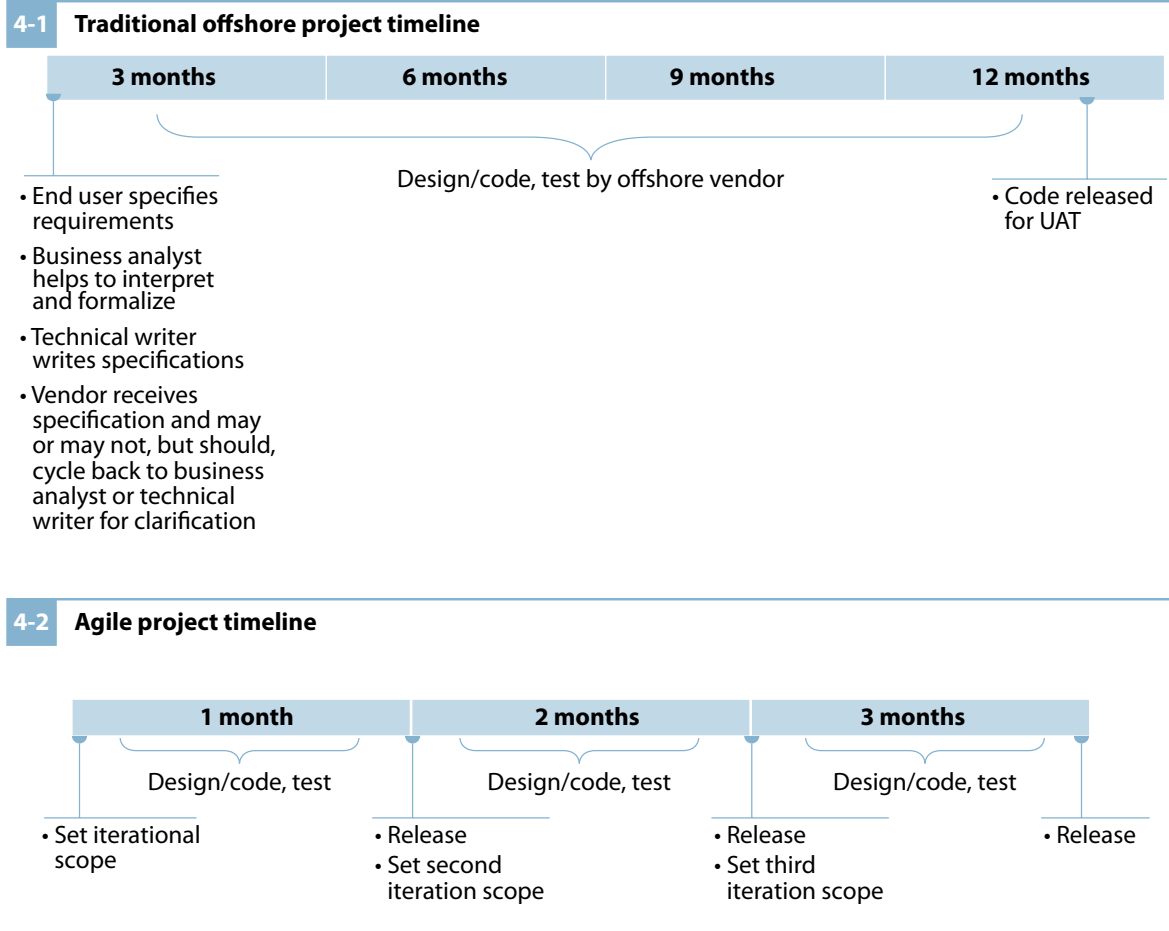 4-1 Traditional offshore project timeline
3 months 6 months 9 months 12 months
Design/code, test by offshore vendor
• End user specifies
requirements
• Business analyst
helps to interpret
and formalize
• Technical writer
writes specifications
• Vendor receives
specification and may
or may not, but should,
cycle back to business
analyst or technical
writer for clarification
• Code released
for UAT
4-2 Agile project timeline
1 month 2 months 3 months
Design/code, test Design/code, test Design/code, test
• Set iterational
scope
• Release
• Set second
iteration scope
• Release
• Set third
iteration scope
• Release